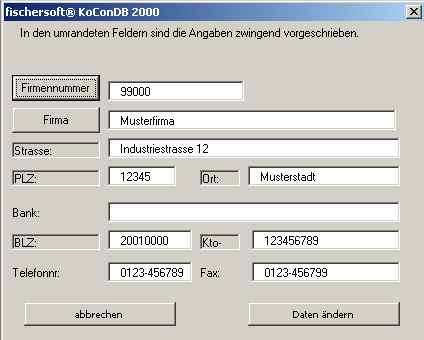 fischersoft® KoConDB 2000
In den umrandeten Feldern sind die Angaben zwingend vorgeschrieben.
Firmennummer 99000
Firma Musterfirma
Strasse: Industriestrasse 12
PLZ: 12345 Ort: Musterstadt
Bank:
BLZ: 20010000 Kto- 123456789
Telefonnr: 0123-456789 Fax: 0123-456799
abbrechen Daten ändern